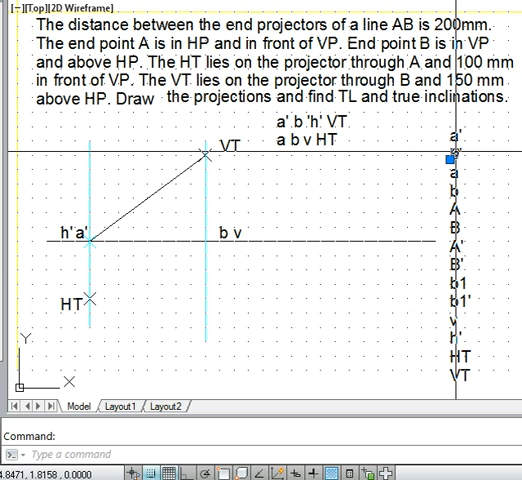 [−][Top][2D Wireframe]
The distance between the end projectors of a line AB is 200mm.
The end point A is in HP and in front of VP. End point B is in VP
and above HP. The HT lies on the projector through A and 100 mm
in front of VP. The VT lies on the projector through B and 150 mm
above HP. Draw the projections and find TL and true inclinations.
a' b 'h' VT
a b v HT
VT
h' a'
b v
HT
a'
a
b
A
B
A'
B'
b1
b1'
v
h'
HT
VT
Y
X
Model Layout1 Layout2
Command:
Type a command
4.8471, 1.8158 , 0.0000